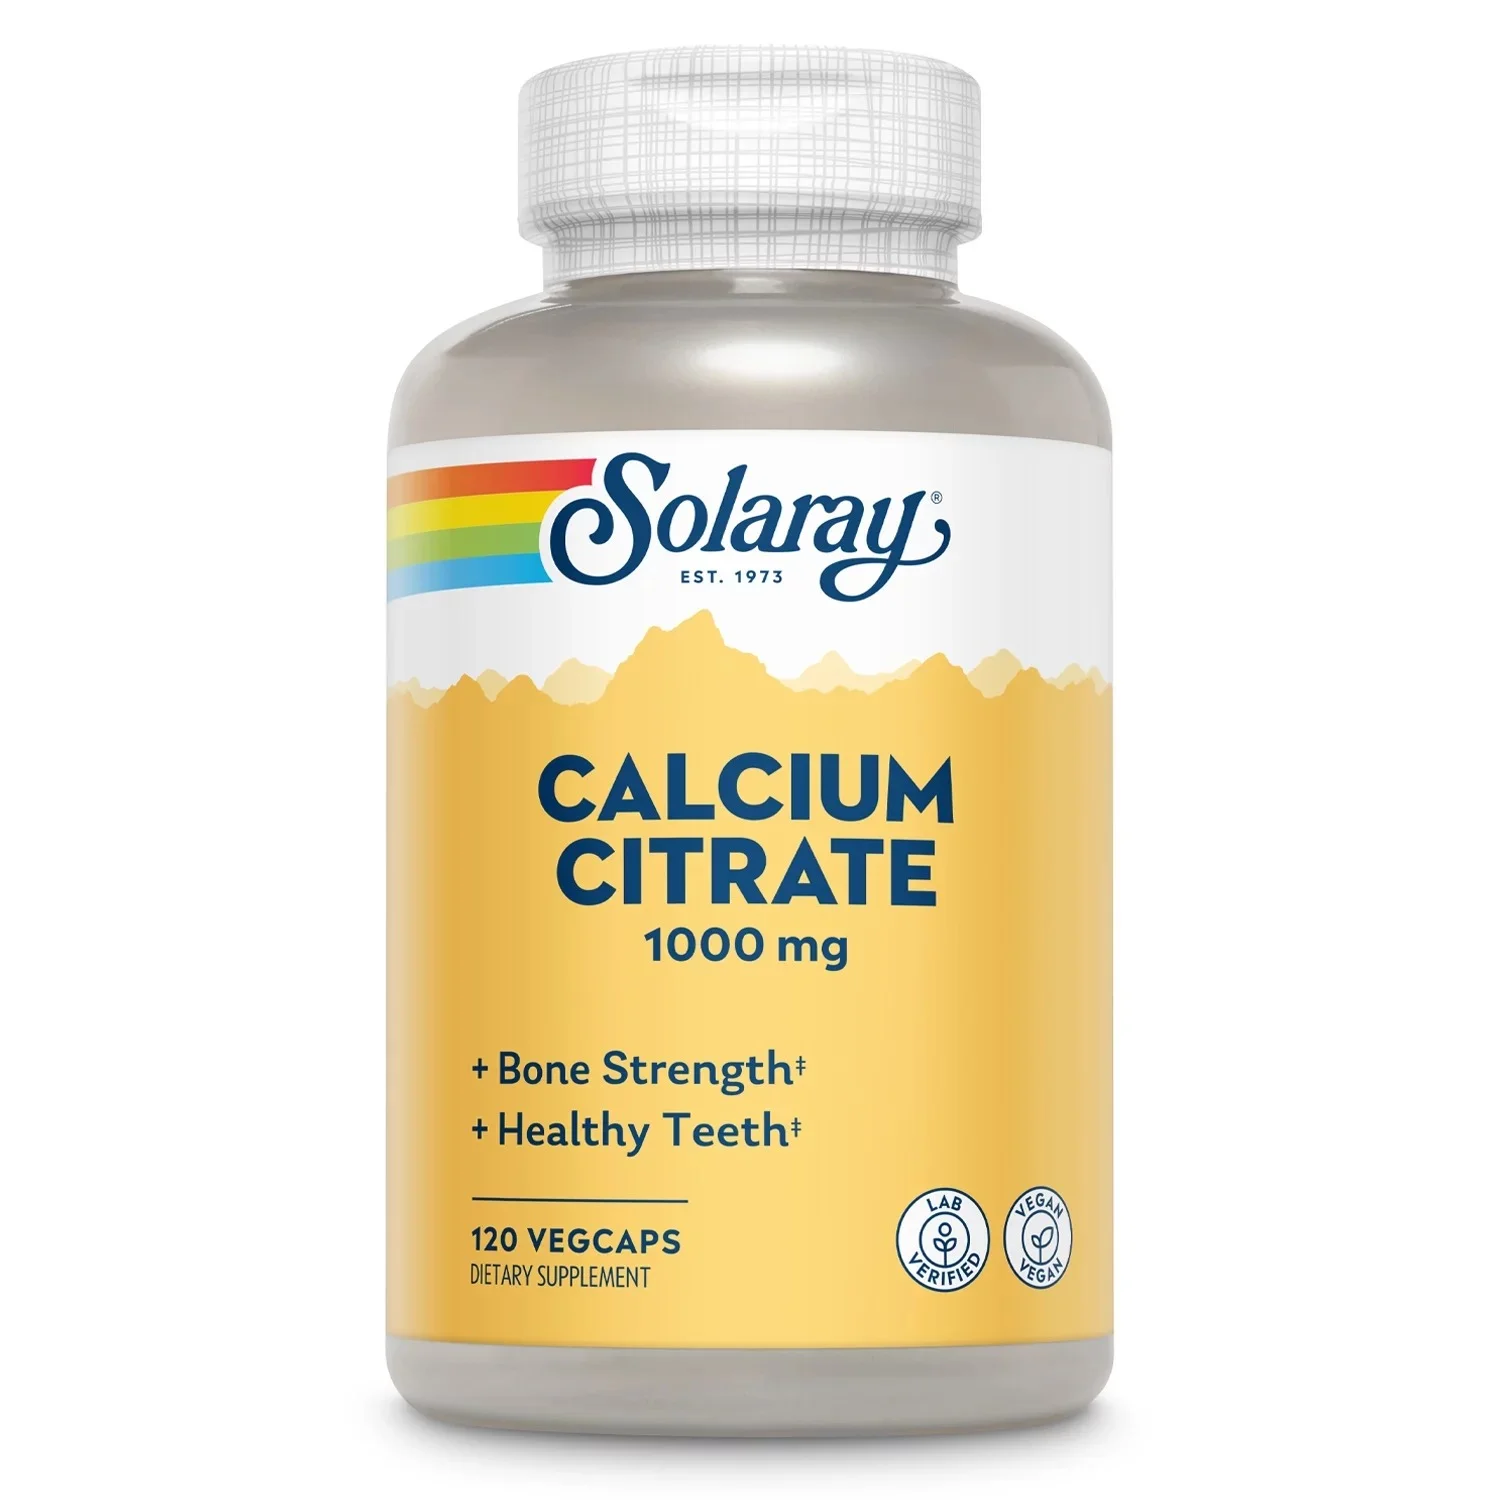 Solaray®
EST. 1973
CALCIUM
CITRATE
1000 mg
+ Bone Strength‡
+ Healthy Teeth‡
120 VEGCAPS
DIETARY SUPPLEMENT
LAB
VERIFIED
VEGAN
VEGAN